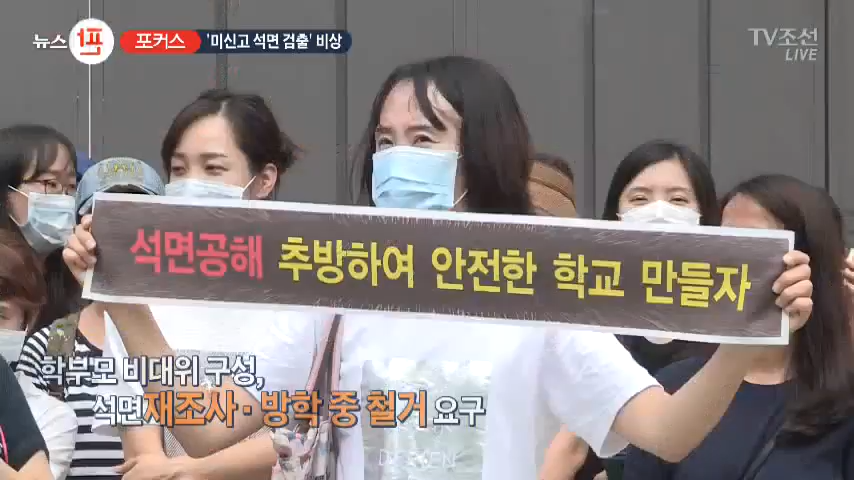 뉴스
포커스
'미신고 석면 검출' 비상
TV조선
LIVE
석면공해 추방하여 안전한 학교 만들자
학부모 비대위 구성,
석면재조사·방학 중 철거 요구